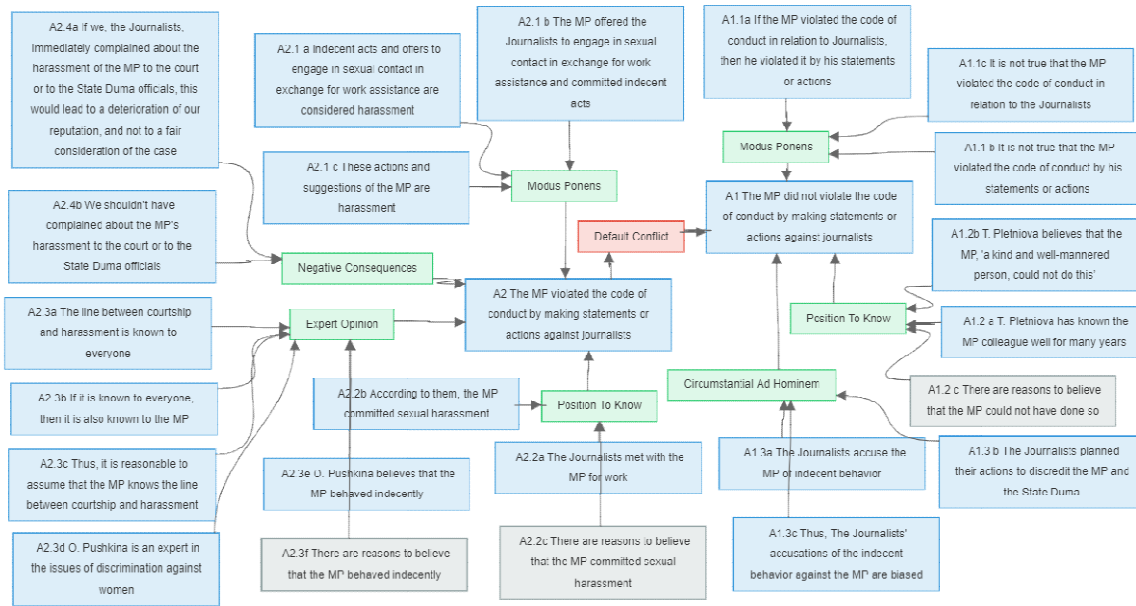 A2.4a If we, the Journalists,
immediately complained about the
harassment of the MP to the court
or to the State Duma officials, this
would lead to a deterioration of our
reputation, and not to a fair
consideration of the case
A2.4b We shouldn't have
complained about the MP's
harassment to the court or to the
State Duma officials
A2.3a The line between courtship
and harassment is known to
everyone
A2.3b If it is known to everyone,
then it is also known to the MP
A2.3c Thus, it is reasonable to
assume that the MP knows the line
between courtship and harassment
A2.3d O. Pushkina is an expert in
the issues of discrimination against
women
A2.1 a Indecent acts and offers to
engage in sexual contact in
exchange for work assistance are
considered harassment
A2.1 c These actions and
suggestions of the MP are
harassment
A2.1 b The MP offered the
Journalists to engage in sexual
contact in exchange for work
assistance and committed indecent
acts
Modus Ponens
Negative Consequences
Expert Opinion
Default Conflict
A2 The MP violated the code of
conduct by making statements or
actions against journalists
A2.2b According to them, the MP
committed sexual harassment
Position To Know
A2.3e O. Pushkina believes that the
MP behaved indecently
A2.3f There are reasons to believe
that the MP behaved indecently
A2.2a The Journalists met with the
MP for work
A2.2c There are reasons to believe
that the MP committed sexual
harassment
A1.1a If the MP violated the code of
conduct in relation to Journalists,
then he violated it by his statements
or actions
A1.1c It is not true that the MP
violated the code of conduct in
relation to the Journalists
Modus Ponens
A1.1 b It is not true that the MP
violated the code of conduct by his
statements or actions
A1 The MP did not violate the code
of conduct by making statements or
actions against journalists
A1.2b T. Pletniova believes that the
MP, 'a kind and well-mannered
person, could not do this'
Position To Know
A1.2 a T. Pletniova has known the
MP colleague well for many years
A1.2 c There are reasons to believe
that the MP could not have done so
Circumstantial Ad Hominem
A1.3a The Journalists accuse the
MP of indecent behavior
A1.3 b The Journalists planned
their actions to discredit the MP and
the State Duma
A1.3c Thus, The Journalists'
accusations of the indecent
behavior against the MP are biased